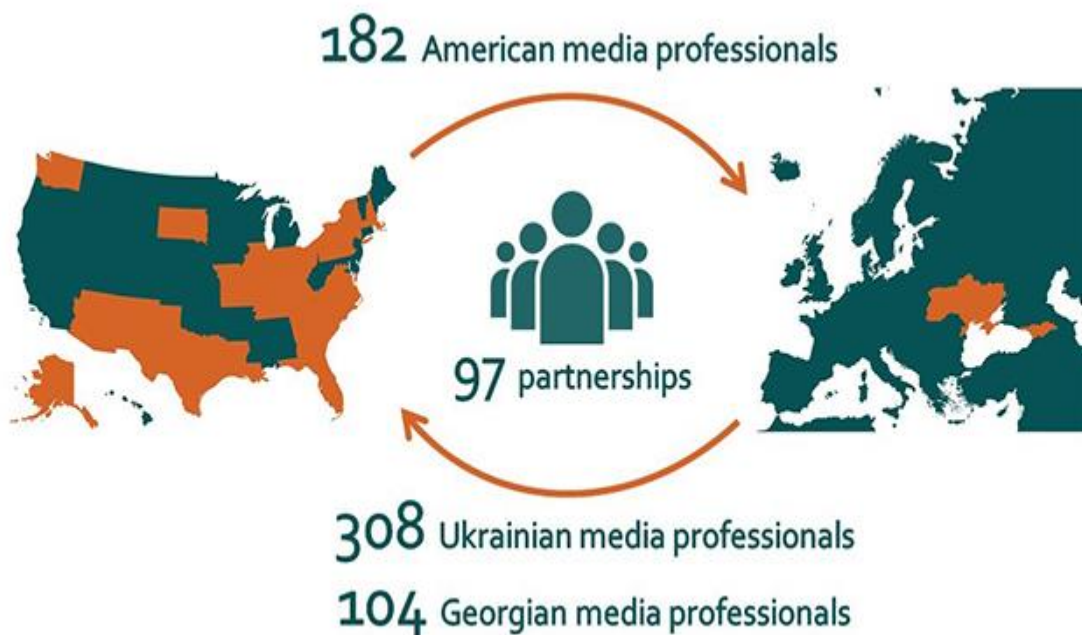 182 American media professionals
97 partnerships
308 Ukrainian media professionals
104 Georgian media professionals